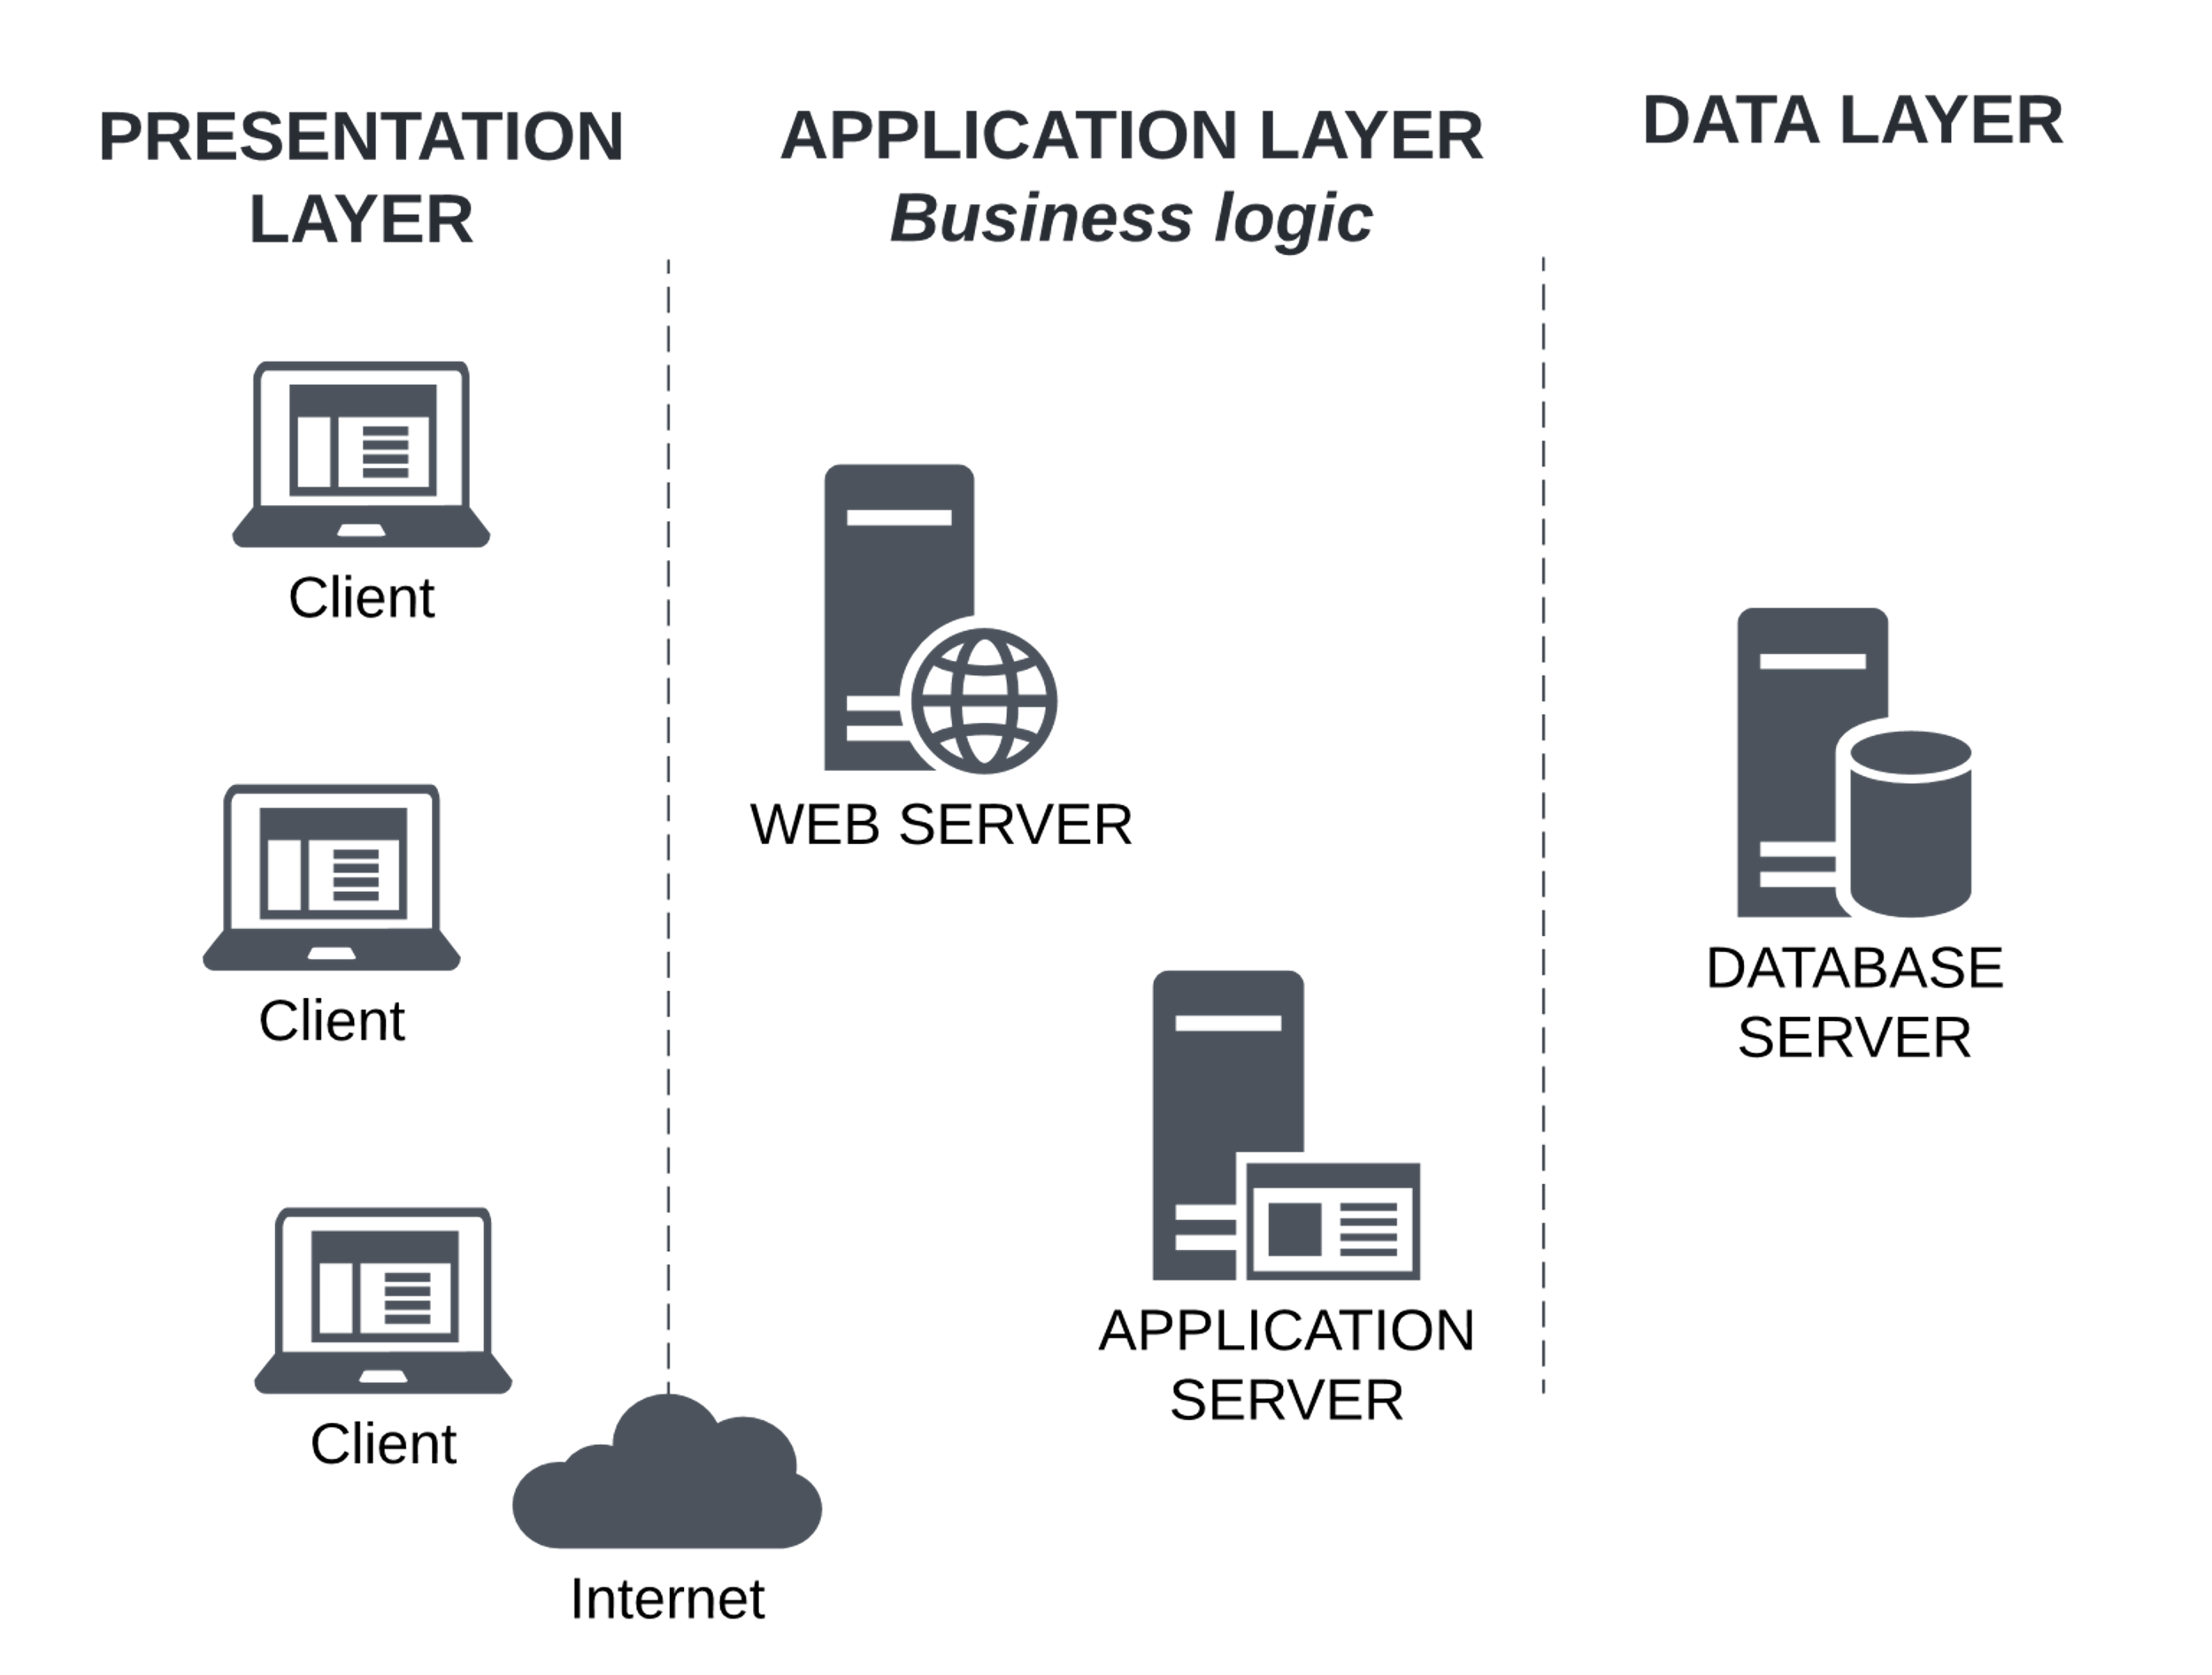 PRESENTATION
LAYER
APPLICATION LAYER
Business logic
DATA LAYER
Client
WEB SERVER
Client
DATABASE
SERVER
APPLICATION
SERVER
Client
Internet